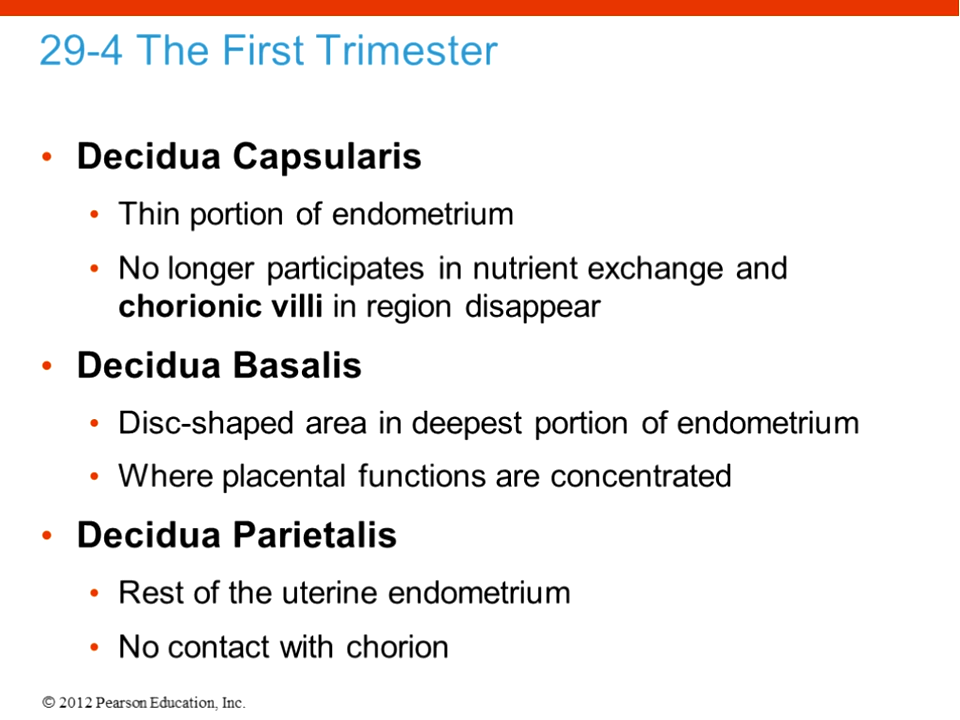 29-4 The First Trimester
• Decidua Capsularis
• Thin portion of endometrium
• No longer participates in nutrient exchange and
chorionic villi in region disappear
• Decidua Basalis
• Disc-shaped area in deepest portion of endometrium
• Where placental functions are concentrated
• Decidua Parietalis
• Rest of the uterine endometrium
• No contact with chorion
© 2012 Pearson Education, Inc.